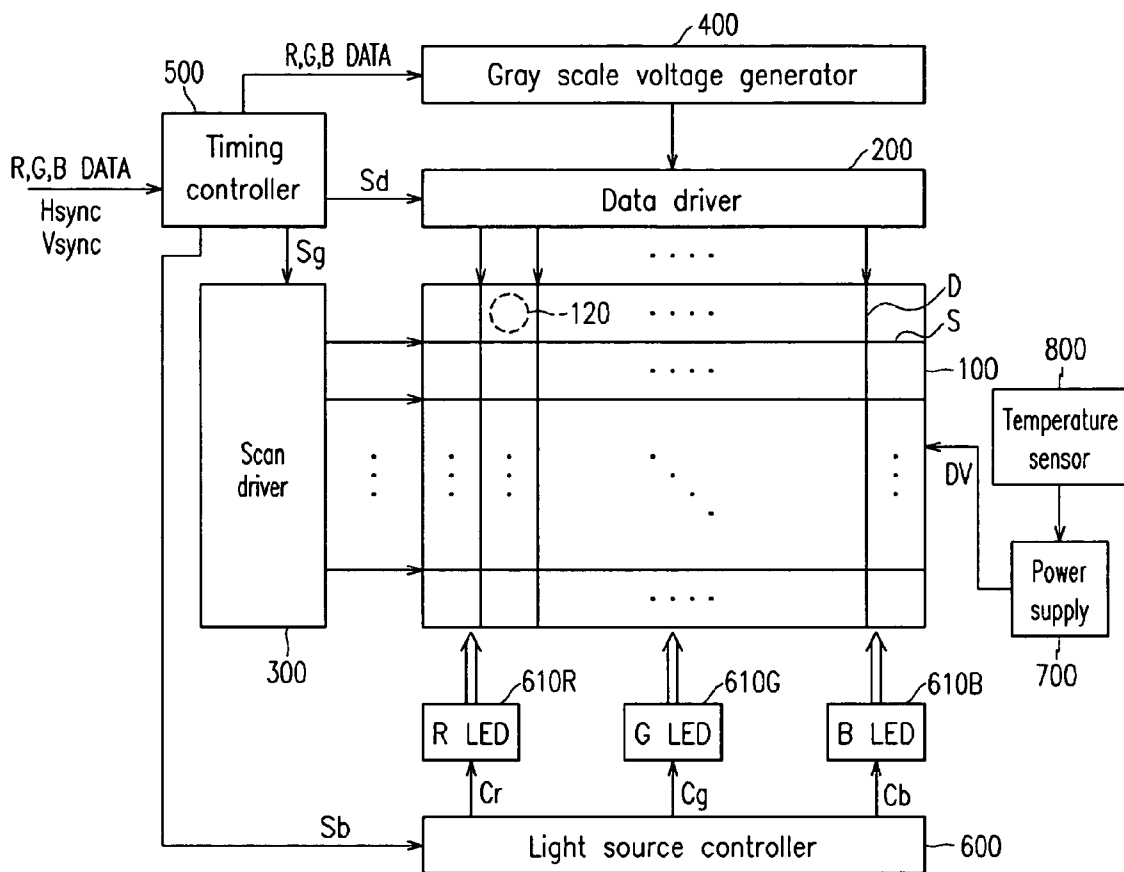 400
R,G,B DATA
Gray scale voltage generator
500
Timing
controller
R,G,B DATA
Hsync
Vsync
200
Sd
Data driver
Sg
D
120
S
100
800
Temperature
sensor
Scan
driver
DV
Power
supply
300
700
610R
610G
610B
R LED
G LED
B LED
Cr
Cg
Cb
Sb
Light source controller
600